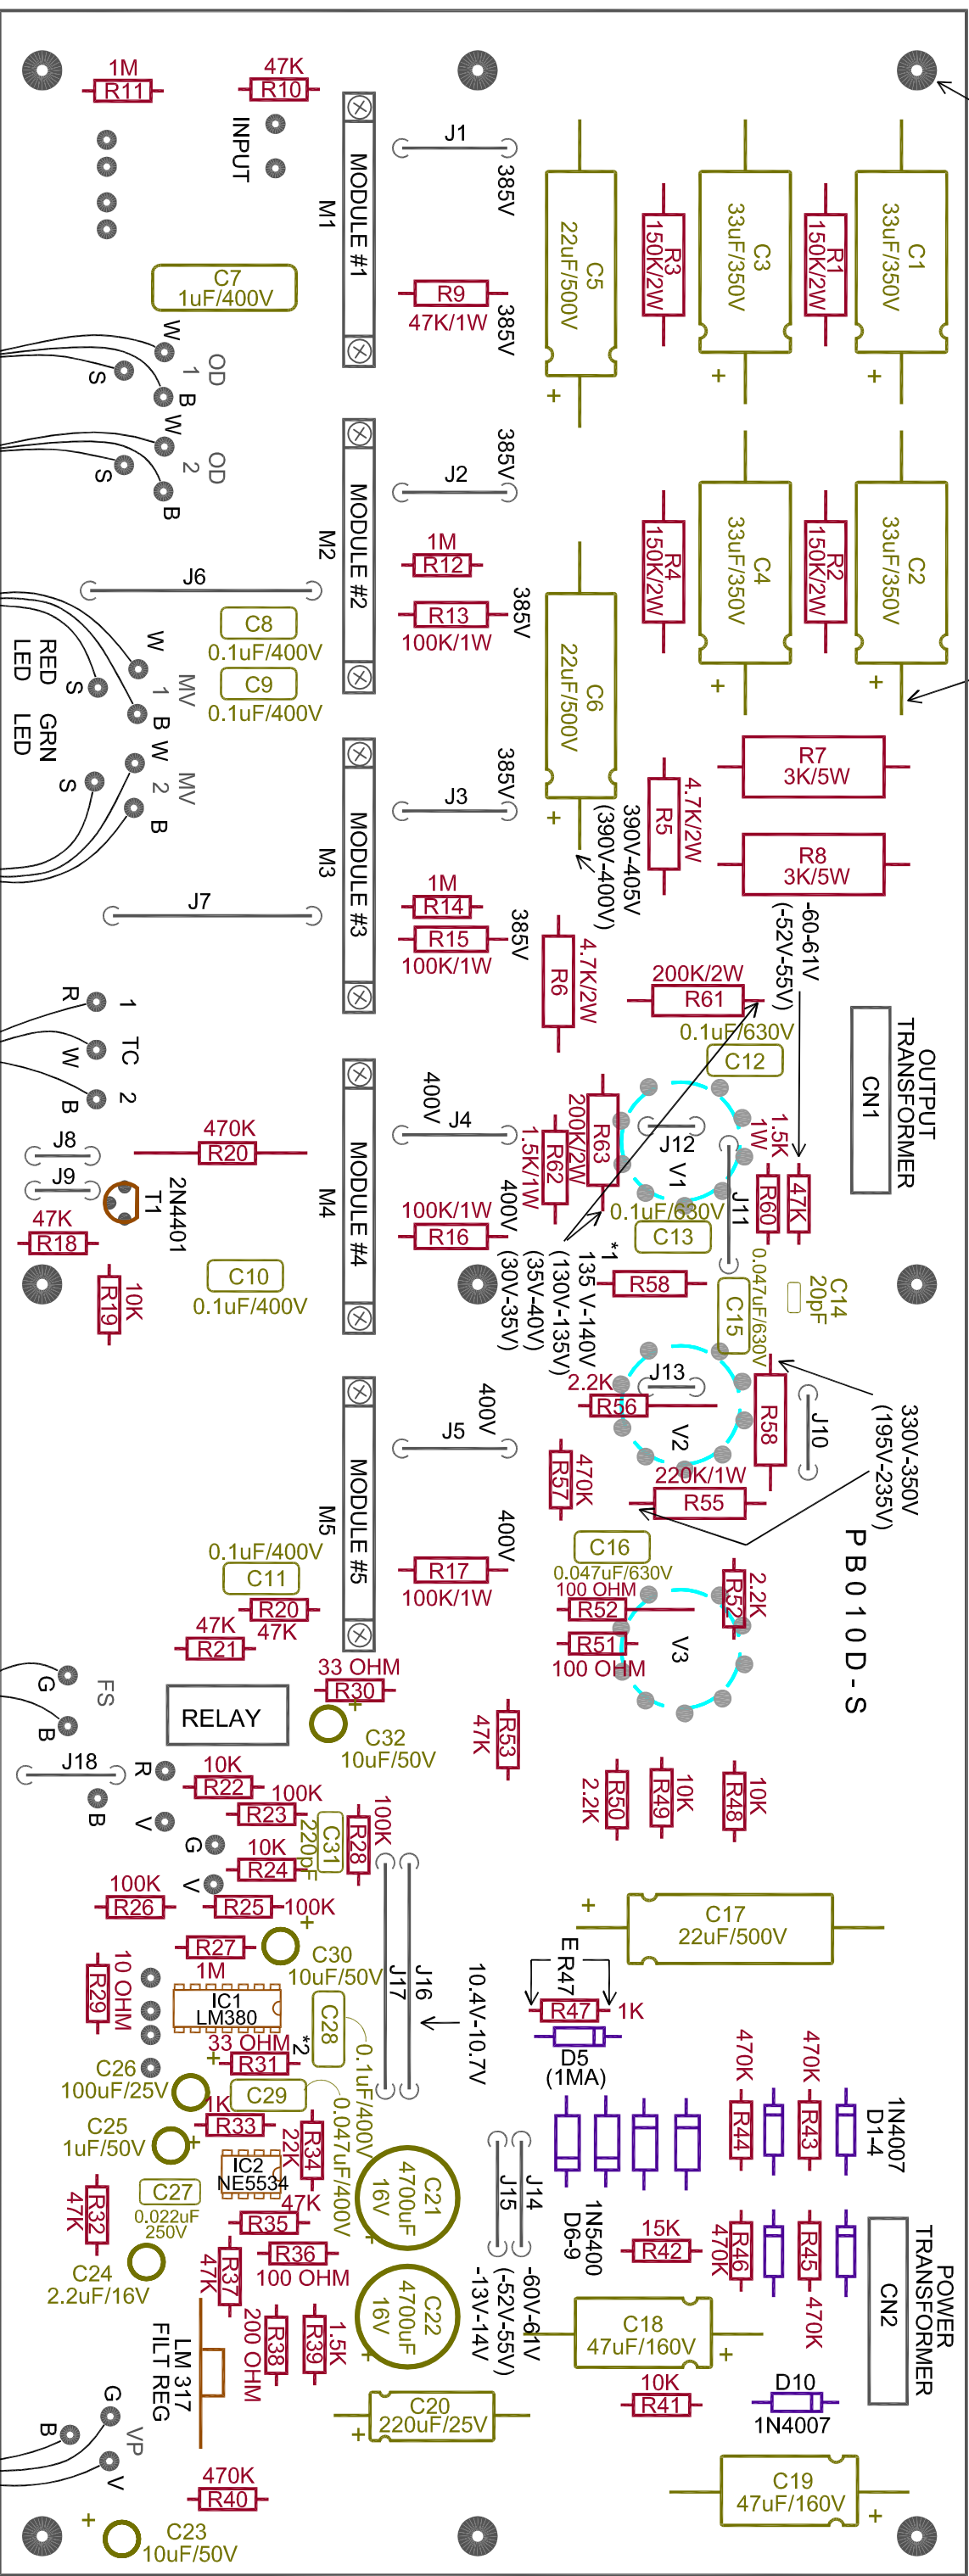 1M
R11
47K
R10
INPUT
M1
MODULE #1
J1
385V
R9
47K/1W
385V
C5
22uF/500V
R3
150K/2W
C3
33uF/350V
R1
150K/2W
C1
33uF/350V
C7
1uF/400V
W
OD
1
S
B
W
OD
2
S
B
M2
MODULE #2
J2
385V
1M
R12
R13
100K/1W
385V
C6
22uF/500V
R4
150K/2W
C4
33uF/350V
R2
150K/2W
C2
33uF/350V
J6
C8
0.1uF/400V
C9
0.1uF/400V
RED
LED
GRN
LED
W
MV
1
S
B
W
MV
2
S
B
M3
MODULE #3
J3
385V
1M
R14
R15
100K/1W
385V
390V-405V
(390V-400V)
4.7K/2W
R5
R7
3K/5W
R8
3K/5W
-60-61V
(-52V-55V)
J7
4.7K/2W
R6
200K/2W
R61
0.1uF/630V
C12
OUTPUT
TRANSFORMER
CN1
R
1
TC
W
B
2
J8
J9
470K
R20
2N4401
T1
47K
R18
10K
R19
C10
0.1uF/400V
M4
MODULE #4
400V
J4
100K/1W
R16
400V
R62
1.5K/1W
R63
200K/2W
J12
V1
J11
1.5K
1W
R60
47K
0.1uF/630V
C13
*1
135 V-140V
(130V-135V)
(35V-40V)
(30V-35V)
R58
C15
0.047uF/630V
C14
20pF
J13
2.2K
R56
V2
R58
J10
330V-350V
(195V-235V)
M5
MODULE #5
400V
J5
R57
470K
220K/1W
R55
400V
R17
100K/1W
C16
0.047uF/630V
PB010D-S
0.1uF/400V
C11
R20
47K
47K
R21
100 OHM
R52
R51
100 OHM
2.2K
R52
V3
33 OHM
R30
RELAY
C32
10uF/50V
G
FS
B
R53
47K
J18
R
B
V
10K
R22
100K
R23
G
10K
R24
C31
220pF
100K
R28
V
R50
2.2K
R49
10K
R48
10K
100K
R26
R25
100K
R27
1M
C30
10uF/50V
J17
J16
10.4V-10.7V
C17
22uF/500V
E
R47
R47
1K
D5
(1MA)
10 OHM
R29
IC1
LM380
33 OHM
R31
*2
C28
0.1uF/400V
C26
100uF/25V
C29
0.047uF/400V
1K
R33
C25
1uF/50V
R34
22K
IC2
NE5534
C27
0.022uF
250V
R32
47K
47K
R35
C21
4700uF
16V
J15
J14
1N5400
D6-9
470K
R44
470K
R43
1N4007
D1-4
15K
R42
R46
470K
R45
470K
POWER
TRANSFORMER
CN2
C24
2.2uF/16V
R37
47K
R36
100 OHM
C22
4700uF
16V
-60V-61V
(-52V-55V)
-13V-14V
C18
47uF/160V
LM 317
FILT REG
R38
200 OHM
R39
1.5K
C20
220uF/25V
10K
R41
D10
1N4007
G
B
VP
V
470K
R40
C23
10uF/50V
C19
47uF/160V